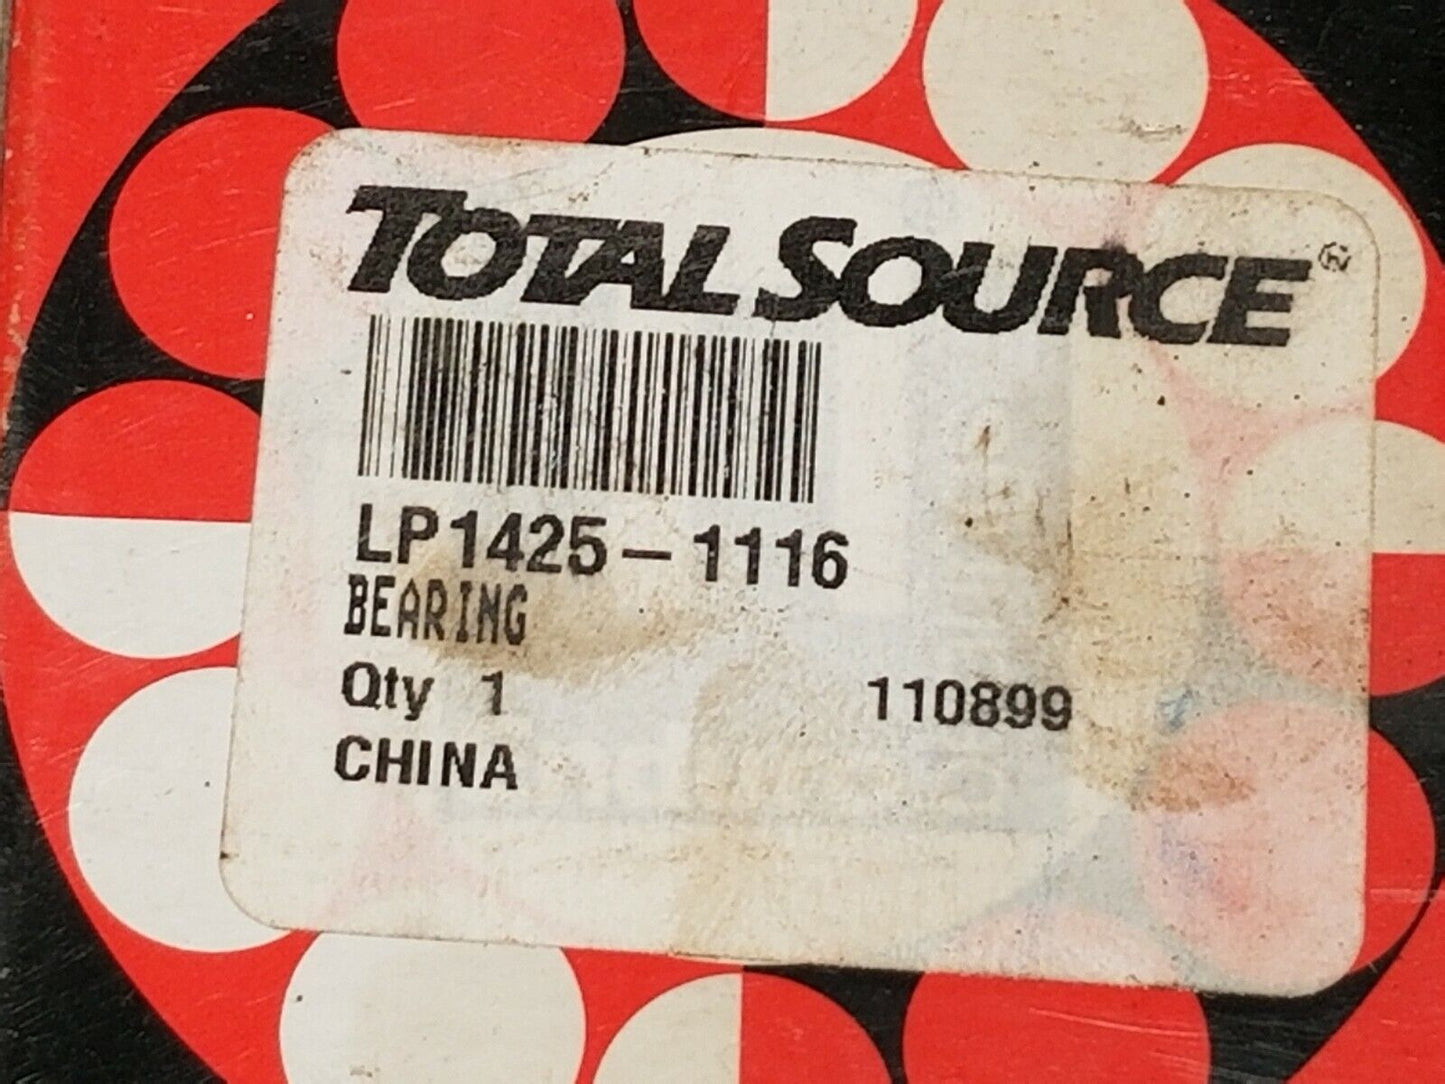 TOTAL SOURCE®
LP1425-1116
BEARING
Qty 1 110899
CHINA